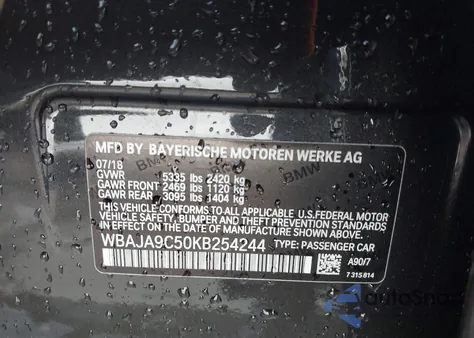 MFD BY BAYERISCHE MOTOREN WERKE AG
07/18
GVWR 5335 lbs 2420 kg
GAWR FRONT 2469 lbs 1120 kg
GAWR REAR 3095 lbs 1404 kg
THIS VEHICLE CONFORMS TO ALL APPLICABLE U.S. FEDERAL MOTOR
VEHICLE SAFETY, BUMPER, AND THEFT PREVENTION STANDARDS
IN EFFECT ON THE DATE OF MANUFACTURE SHOWN ABOVE
WBAJA9C50KB254244 TYPE: PASSENGER CAR
A90/7
7 315 814